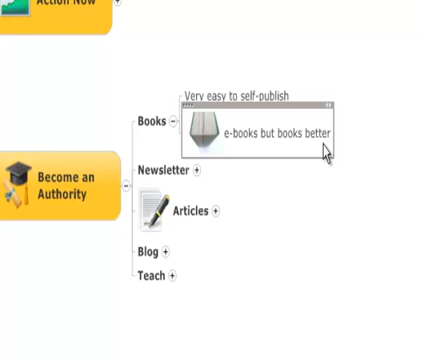 Action Now
Very easy to self-publish
Books
e-books but books better
Become an
Authority
Newsletter
Articles
Blog
Teach